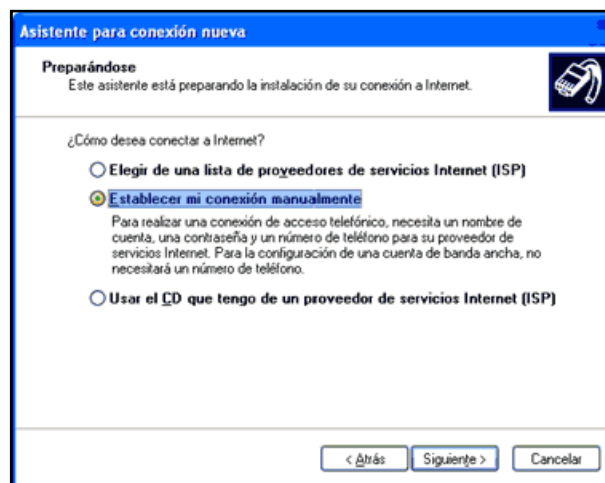 Asistente para conexión nueva
Preparándose
Este asistente está preparando la instalación de su conexión a Internet.
¿Cómo desea conectar a Internet?
Elegir de una lista de proveedores de servicios Internet (ISP)
Establecer mi conexión manualmente
Para realizar una conexión de acceso telefónico, necesita un nombre de
cuenta, una contraseña y un número de teléfono para su proveedor de
servicios Internet. Para la configuración de una cuenta de banda ancha, no
necesitará un número de teléfono.
Usar el CD que tengo de un proveedor de servicios Internet (ISP)
< Atrás Siguiente > Cancelar